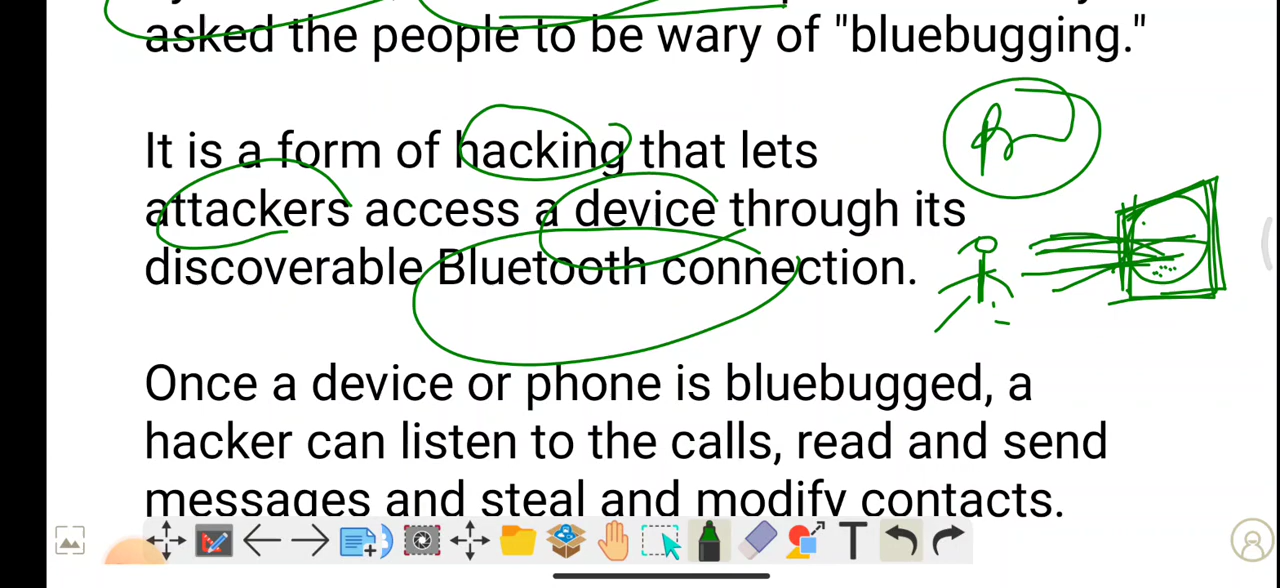 asked the people to be wary of "bluebugging."
It is a form of hacking that lets
attackers access a device through its
discoverable Bluetooth connection.
Once a device or phone is bluebugged, a
hacker can listen to the calls, read and send
messages and steal and modify contacts.
T